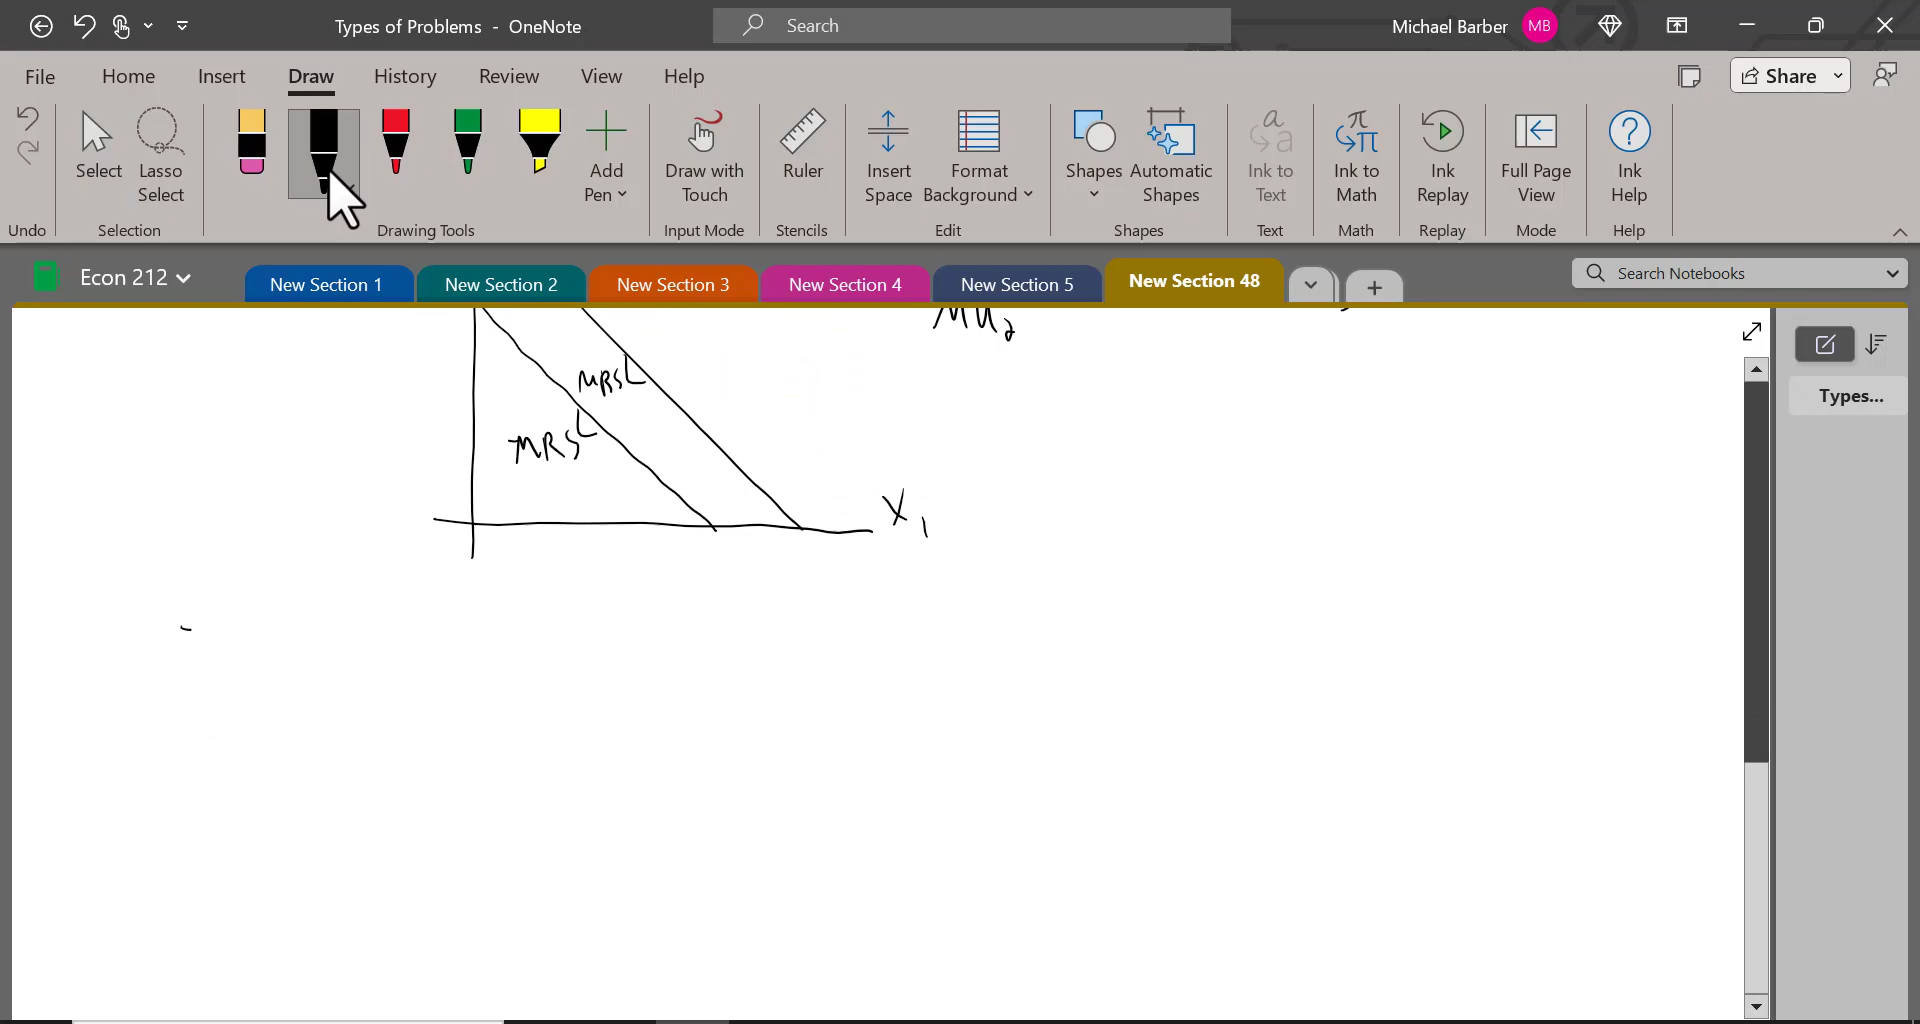 Types of Problems - OneNote
Search
Michael Barber
MB
File
Home
Insert
Draw
History
Review
View
Help
Share
Select
Lasso
Select
Add
Pen
Draw with
Touch
Ruler
Insert
Space
Format
Background
Shapes
Automatic
Shapes
Ink to
Text
Ink to
Math
Ink
Replay
Full Page
View
Ink
Help
Undo
Selection
Drawing Tools
Input Mode
Stencils
Edit
Shapes
Text
Math
Replay
Mode
Help
Econ 212
New Section 1
New Section 2
New Section 3
New Section 4
New Section 5
New Section 48
Search Notebooks
MU2
Types...
MRS
MRS
X1